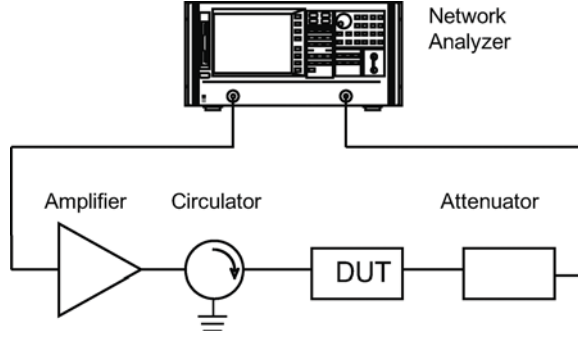 Network
Analyzer
Amplifier
Circulator
Attenuator
DUT